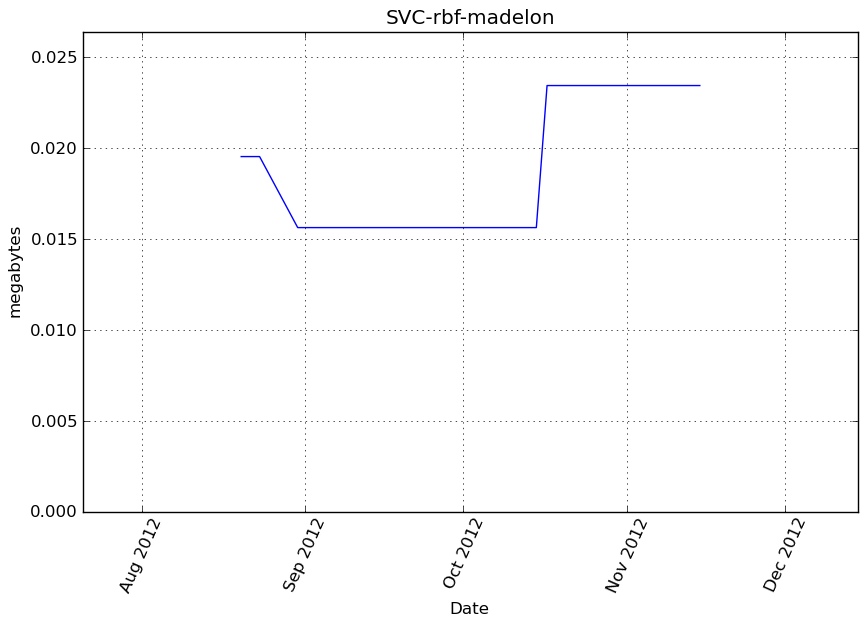 SVC-rbf-madelon
0.025
0.020
0.015
0.010
0.005
0.000
megabytes
Aug 2012
Sep 2012
Oct 2012
Nov 2012
Dec 2012
Date